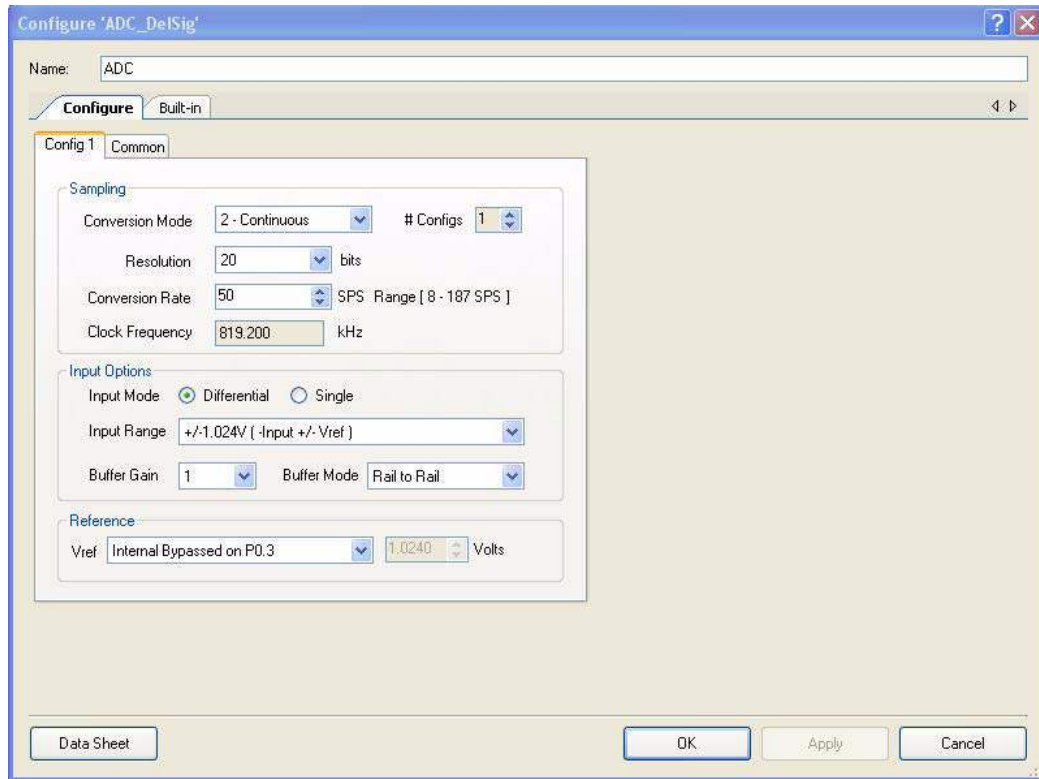 Configure 'ADC_DelSig'
Name: ADC
Configure Built-in
Config 1 Common
Sampling
Conversion Mode 2 - Continuous # Configs 1
Resolution 20 bits
Conversion Rate 50 SPS Range [ 8 - 187 SPS ]
Clock Frequency 819.200 kHz
Input Options
Input Mode Differential Single
Input Range +/-1.024V ( -Input +/- Vref )
Buffer Gain 1 Buffer Mode Rail to Rail
Reference
Vref Internal Bypassed on P0.3 1.0240 Volts
Data Sheet OK Apply Cancel